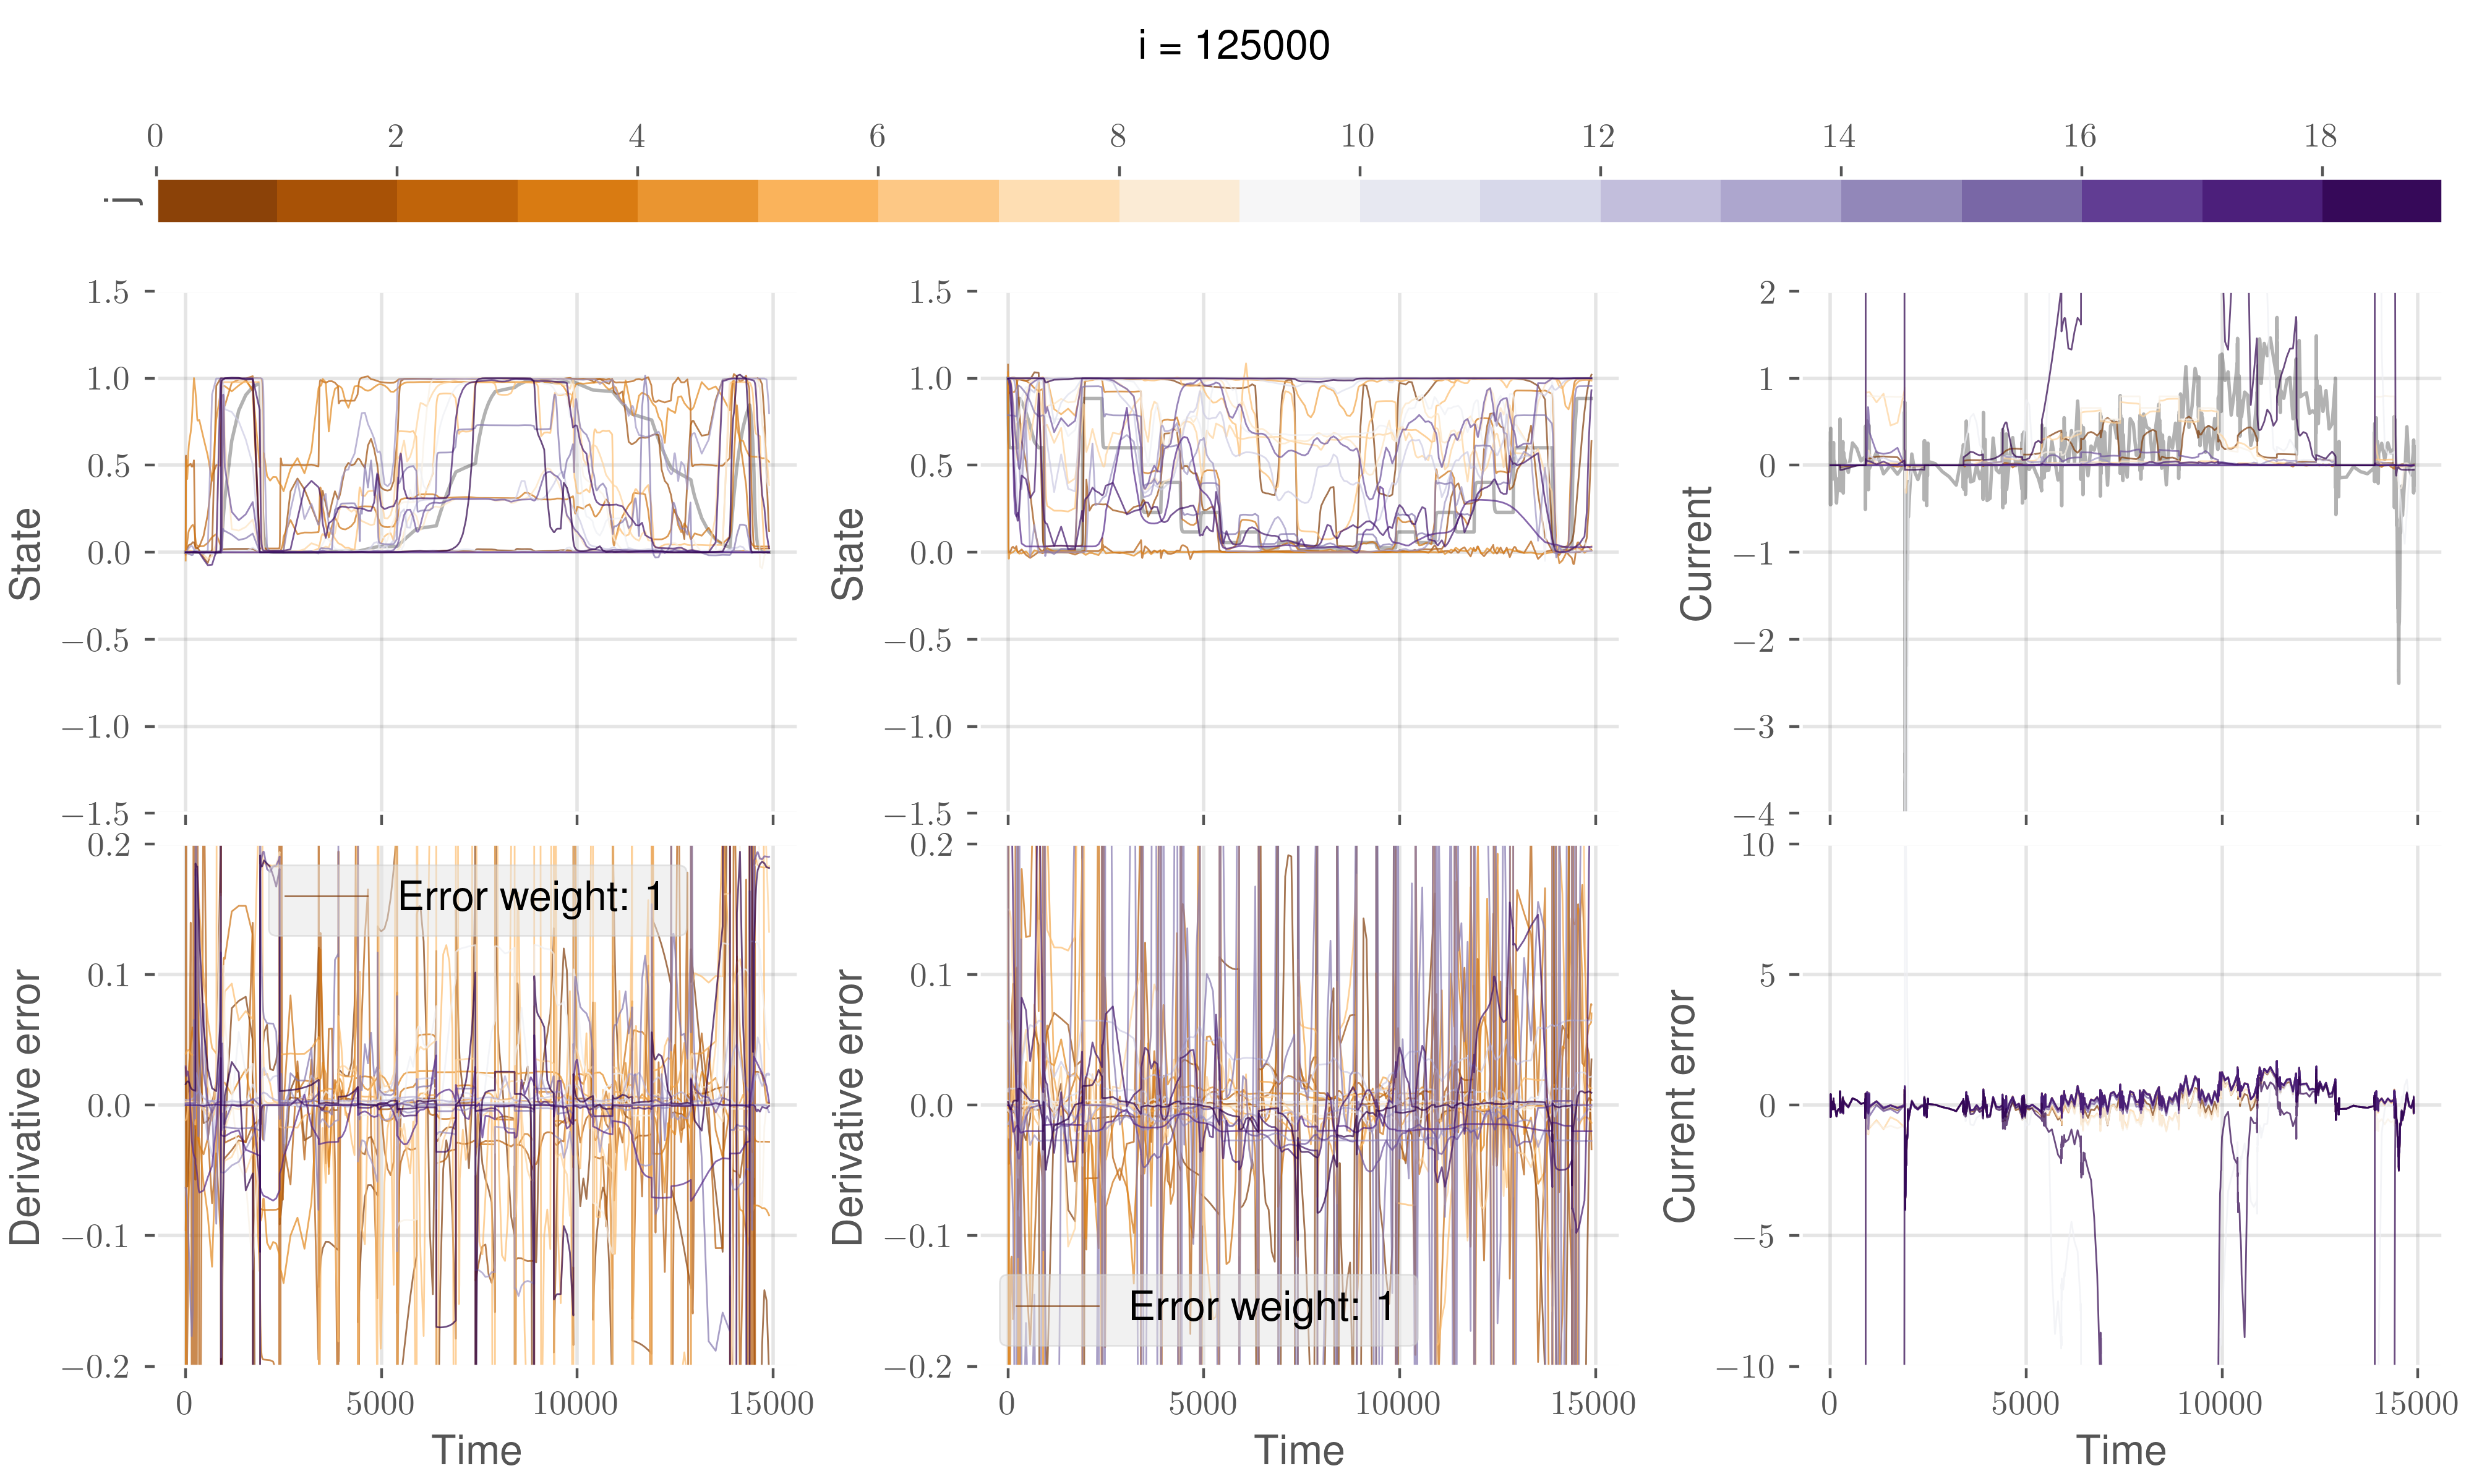 i = 125000
0 2 4 6 8 10 12 14 16 18
j
1.5 1.0 0.5 0.0 −0.5 −1.0 −1.5
State
1.5 1.0 0.5 0.0 −0.5 −1.0 −1.5
State
2 1 0 −1 −2 −3 −4
Current
0.2 0.1 0.0 −0.1 −0.2
Derivative error
Error weight: 1
0 5000 10000 15000
Time
0.2 0.1 0.0 −0.1 −0.2
Derivative error
Error weight: 1
0 5000 10000 15000
Time
10 5 0 −5 −10
Current error
0 5000 10000 15000
Time